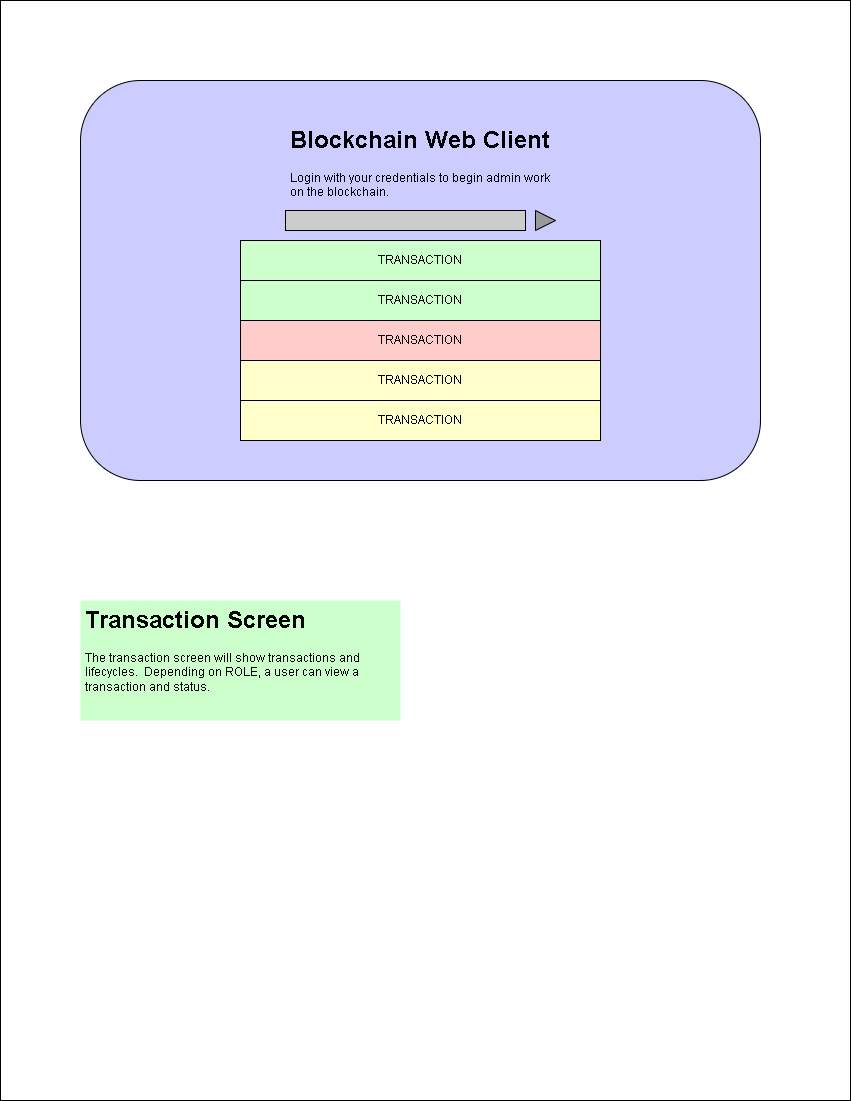 Blockchain Web Client
Login with your credentials to begin admin work
on the blockchain.
TRANSACTION
TRANSACTION
TRANSACTION
TRANSACTION
TRANSACTION
Transaction Screen
The transaction screen will show transactions and
lifecycles.  Depending on ROLE, a user can view a
transaction and status.